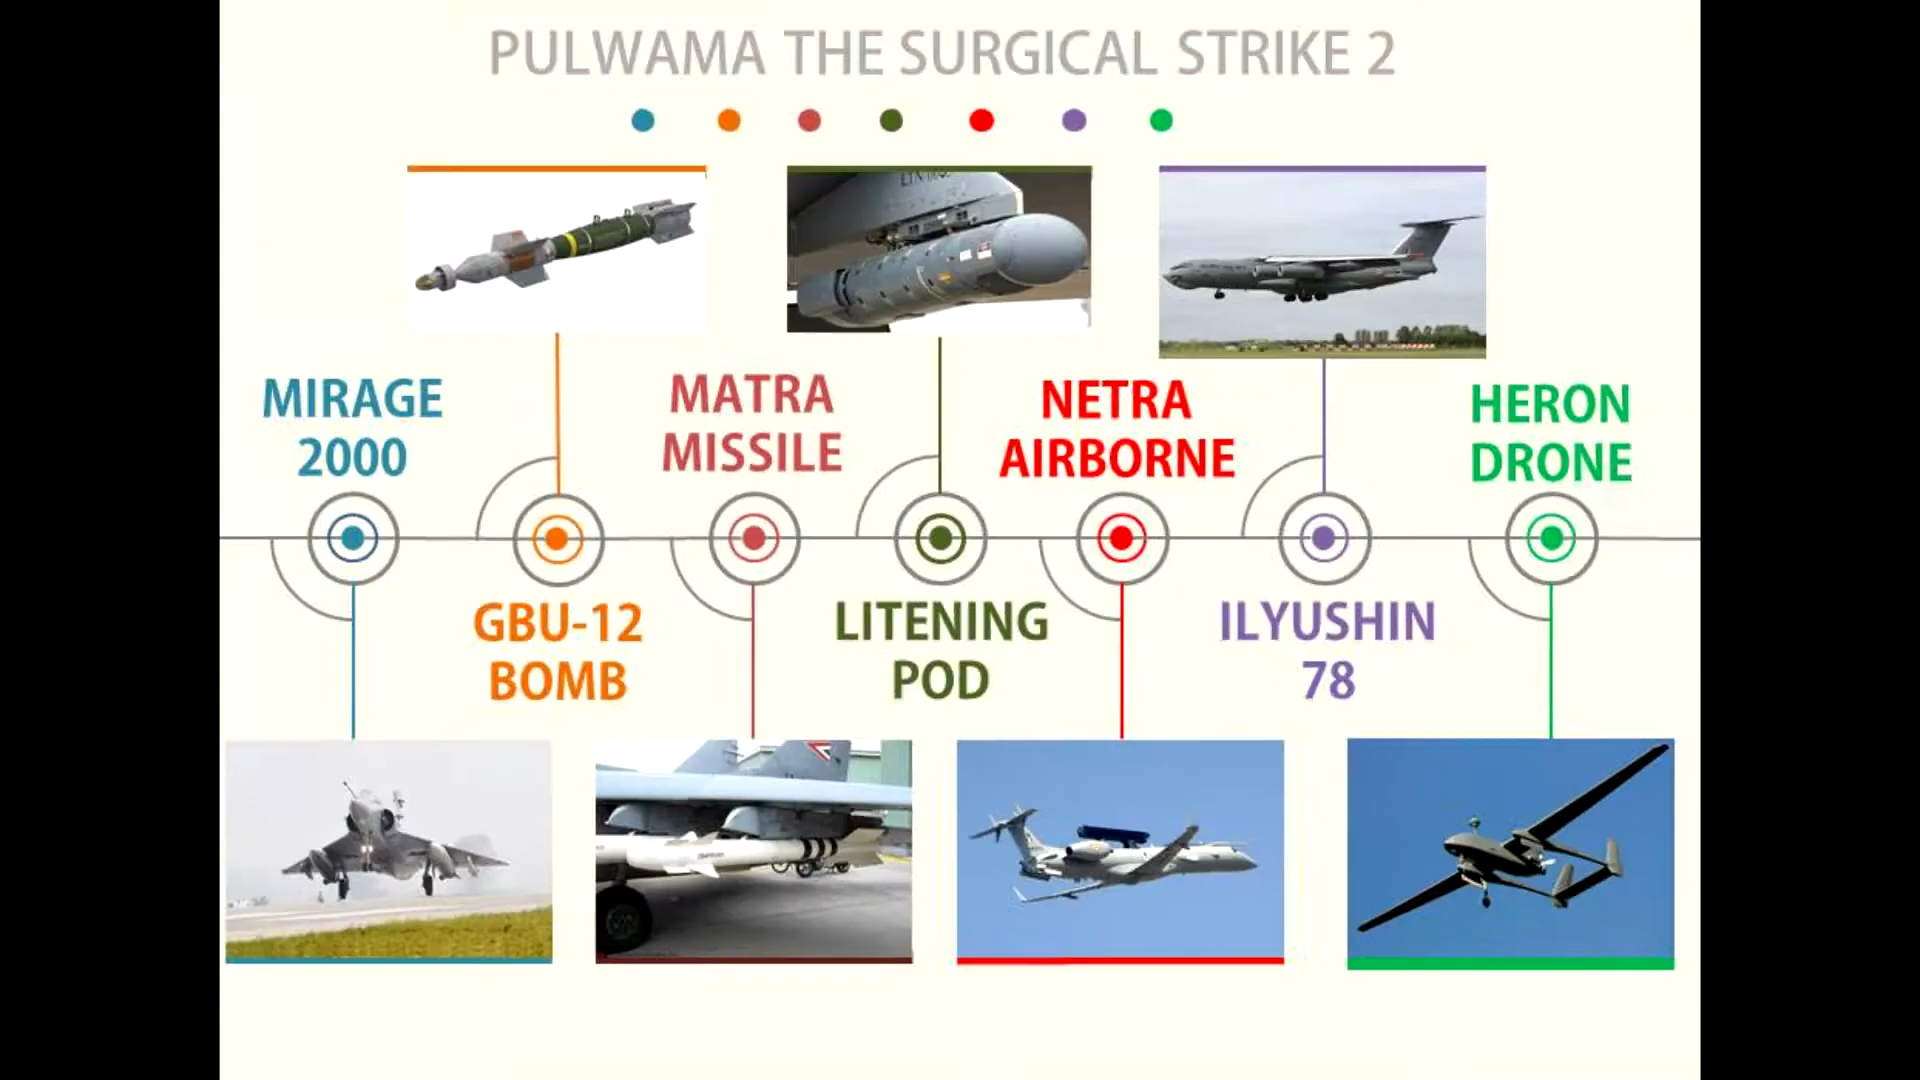 PULWAMA THE SURGICAL STRIKE 2
MIRAGE
2000
GBU-12
BOMB
MATRA
MISSILE
LITENING
POD
NETRA
AIRBORNE
ILYUSHIN
78
HERON
DRONE